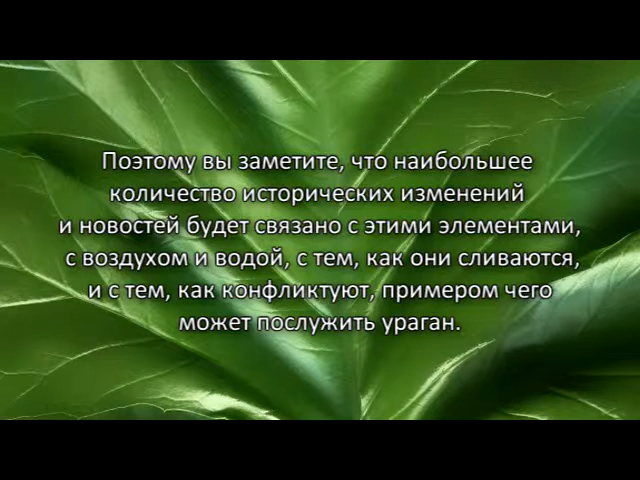 Поэтому вы заметите, что наибольшее
количество исторических изменений
и новостей будет связано с этими элементами,
с воздухом и водой, с тем, как они сливаются,
и с тем, как конфликтуют, примером чего
может послужить ураган.